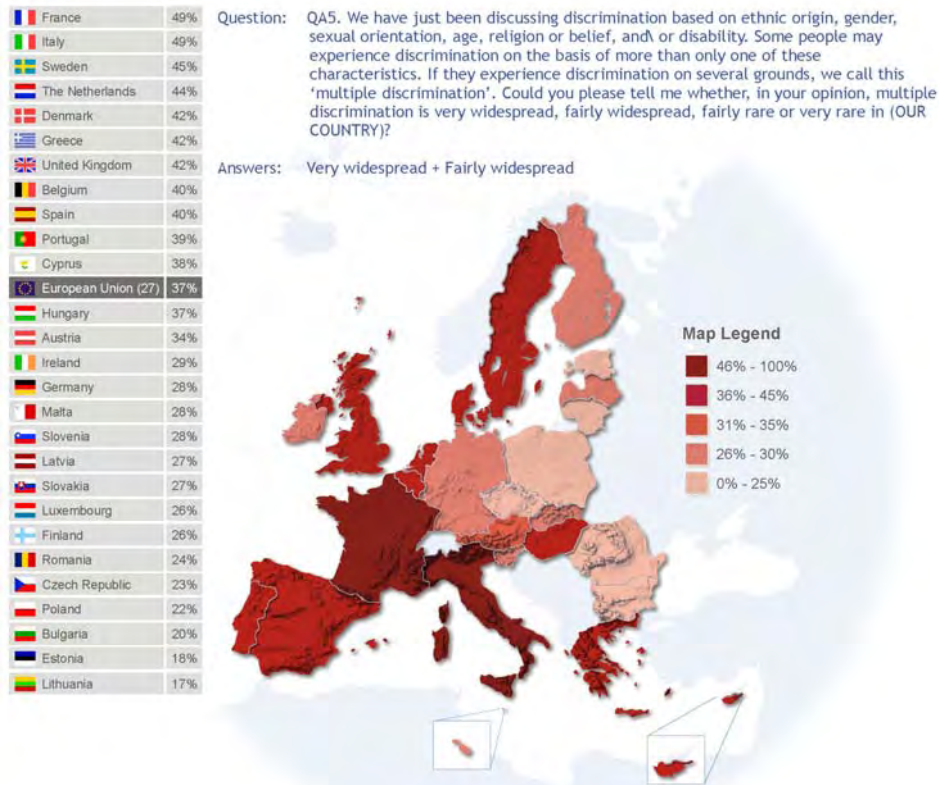 France 49%
Italy 49%
Sweden 45%
The Netherlands 44%
Denmark 42%
Greece 42%
United Kingdom 42%
Belgium 40%
Spain 40%
Portugal 39%
Cyprus 38%
European Union (27) 37%
Hungary 37%
Austria 34%
Ireland 29%
Germany 28%
Malta 28%
Slovenia 28%
Latvia 27%
Slovakia 27%
Luxembourg 26%
Finland 26%
Romania 24%
Czech Republic 23%
Poland 22%
Bulgaria 20%
Estonia 18%
Lithuania 17%
Question: QA5. We have just been discussing discrimination based on ethnic origin, gender,
sexual orientation, age, religion or belief, and\ or disability. Some people may
experience discrimination on the basis of more than only one of these
characteristics. If they experience discrimination on several grounds, we call this
‘multiple discrimination’. Could you please tell me whether, in your opinion, multiple
discrimination is very widespread, fairly widespread, fairly rare or very rare in (OUR
COUNTRY)?
Answers: Very widespread + Fairly widespread
Map Legend
46% - 100%
36% - 45%
31% - 35%
26% - 30%
0% - 25%